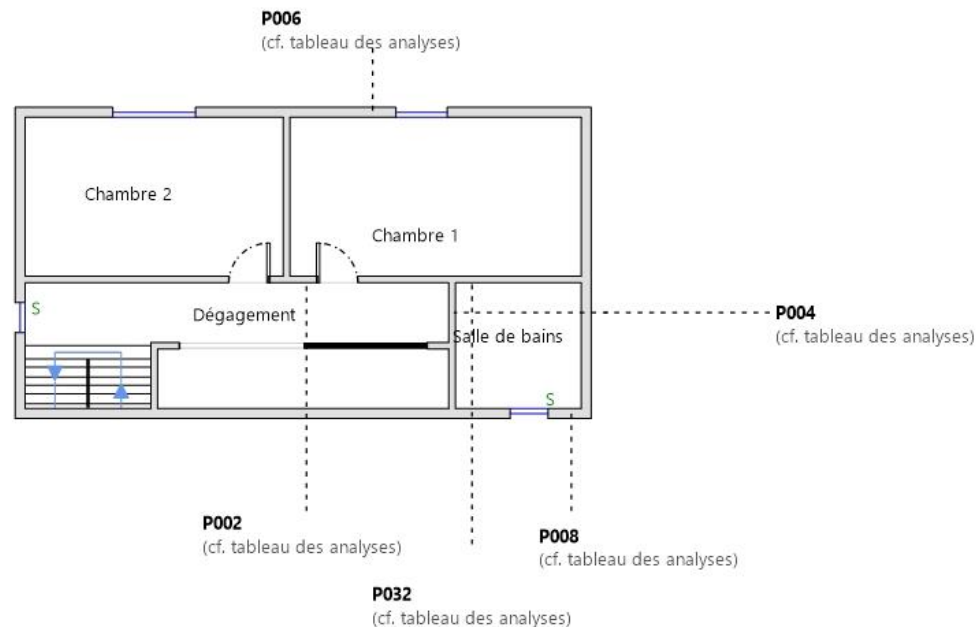 P006
(cf. tableau des analyses)
Chambre 2
Chambre 1
S
Dégagement
P004
(cf. tableau des analyses)
Salle de bains
S
P002
(cf. tableau des analyses)
P008
(cf. tableau des analyses)
P032
(cf. tableau des analyses)